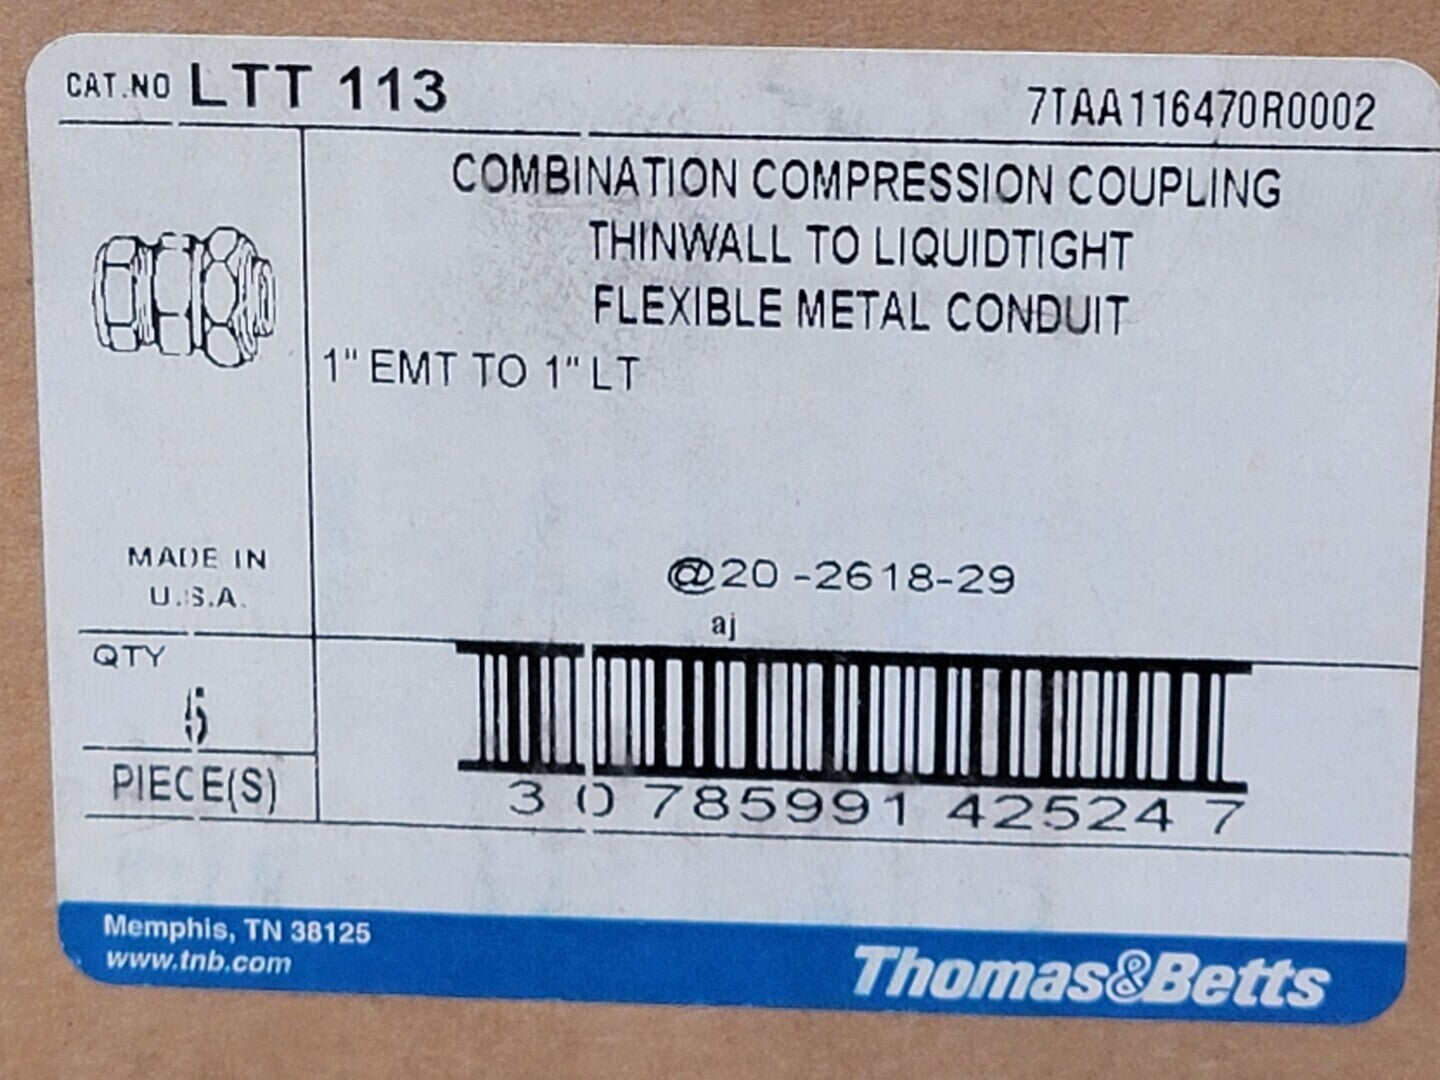 CAT.NO LTT 113
7TAA116470R0002
COMBINATION COMPRESSION COUPLING
THINWALL TO LIQUIDTIGHT
FLEXIBLE METAL CONDUIT
1" EMT TO 1" LT
MADE IN
U.S.A.
@20 -2618-29
aj
QTY
5
PIECE(S)
3 0 785991 42524 7
Memphis, TN 38125
www.tnb.com
Thomas&Betts